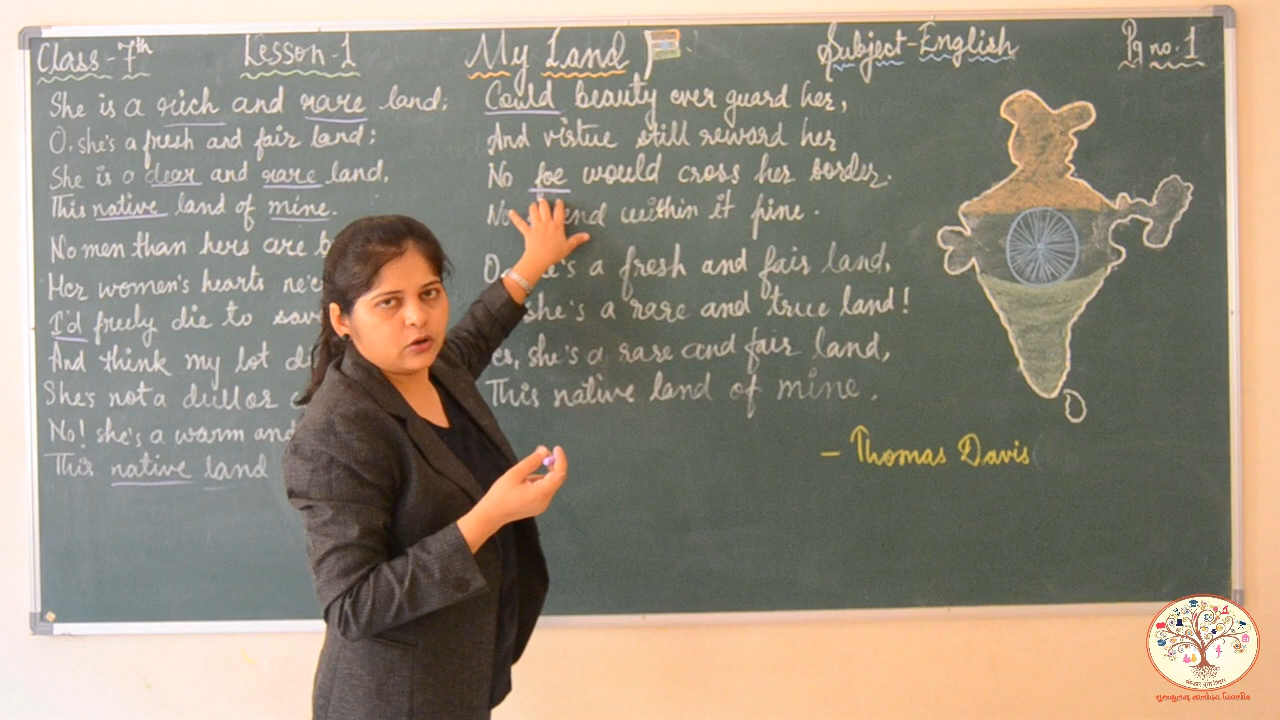 Class-7th Lesson-1 My Land Subject-English Pg no. 1
She is a rich and rare land;
O, she's a fresh and fair land;
She is a dear and rare land,
This native land of mine.
No men than hers are
Her women's hearts ne'er
I'd freely die to save
And think my lot
She's not a dull or
No! she's a warm and
This native land
Could beauty ever guard her,
And virtue still reward her
No foe would cross her border.
No within it pine.
O, she's a fresh and fair land,
she's a rare and true land!
Yes, she's a rare and fair land,
This native land of mine.
- Thomas Davis